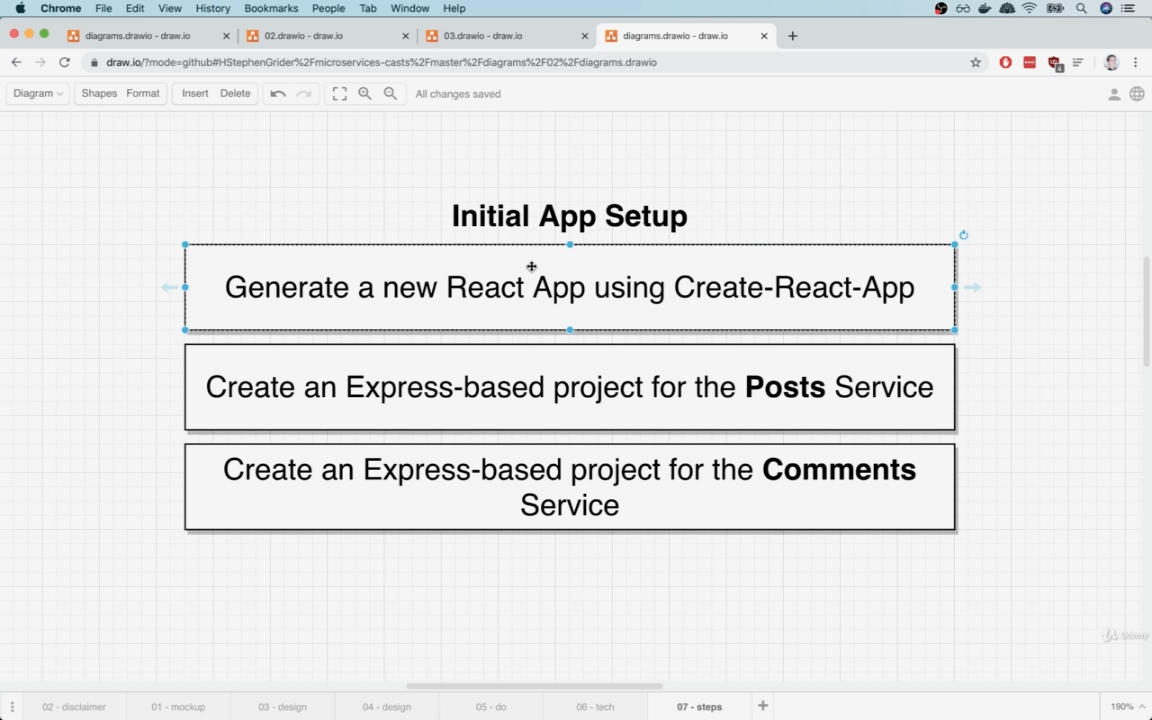 Chrome File Edit View History Bookmarks People Tab Window Help
diagrams.drawio - draw.io 02.drawio - draw.io 03.drawio - draw.io diagrams.drawio - draw.io
draw.io/?mode=github#HStephenGrider%2Fmicroservices-casts%2Fmaster%2Fdiagrams%2F02%2Fdiagrams.drawio
Diagram Shapes Format Insert Delete All changes saved
Initial App Setup
Generate a new React App using Create-React-App
Create an Express-based project for the Posts Service
Create an Express-based project for the Comments
Service
Udemy
02 - disclaimer 01 - mockup 03 - design 04 - design 05 - do 06 - tech 07 - steps 190%